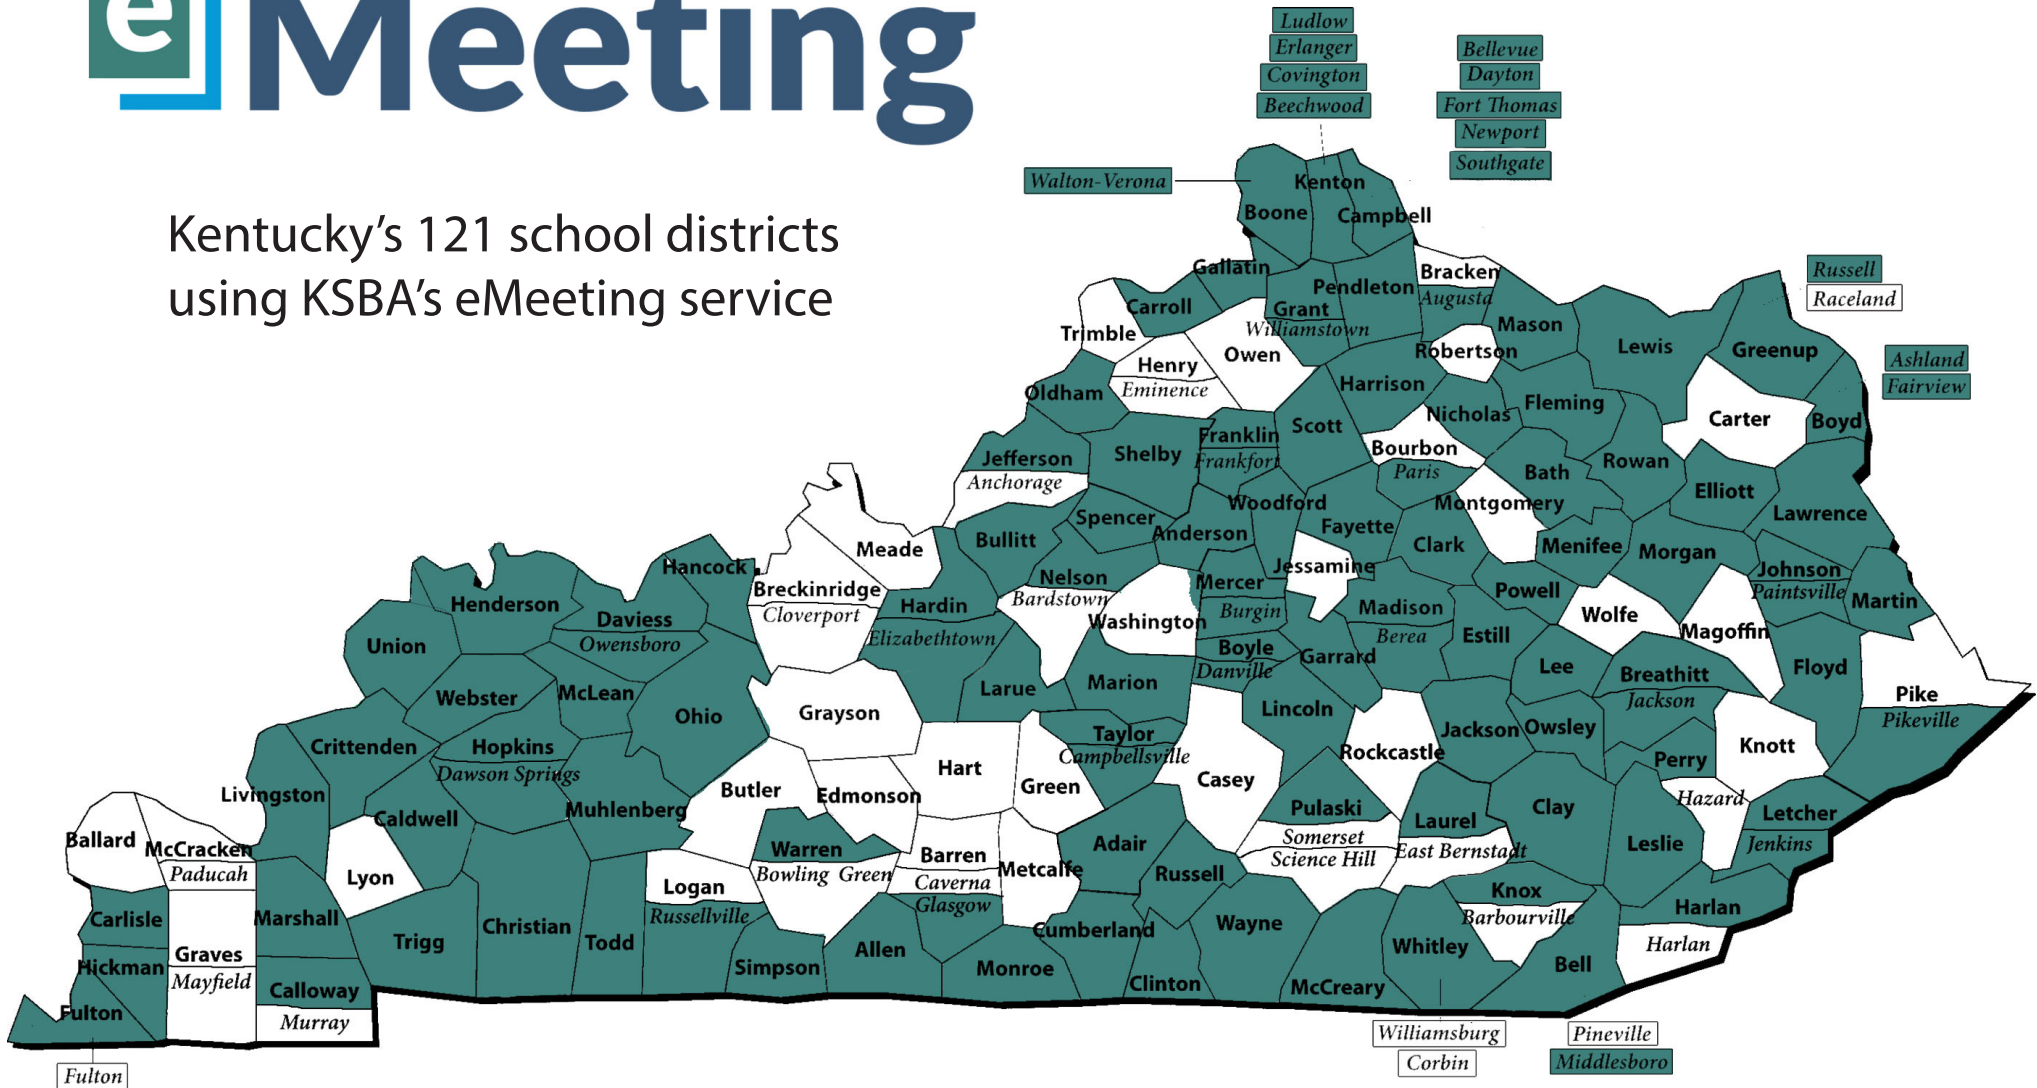 e Meeting
Kentucky's 121 school districts
using KSBA's eMeeting service
Ludlow
Erlanger
Covington
Beechwood
Bellevue
Dayton
Fort Thomas
Newport
Southgate
Walton-Verona
Kenton
Boone
Campbell
Gallatin
Bracken
Augusta
Pendleton
Grant
Williamstown
Carroll
Trimble
Mason
Russell
Raceland
Robertson
Lewis
Greenup
Owen
Henry
Eminence
Ashland
Fairview
Oldham
Harrison
Nicholas
Fleming
Carter
Boyd
Scott
Franklin
Frankfort
Shelby
Jefferson
Anchorage
Bourbon
Paris
Bath
Rowan
Elliott
Lawrence
Montgomery
Woodford
Spencer
Anderson
Fayette
Clark
Bullitt
Meade
Menifee
Morgan
Johnson
Paintsville
Martin
Hancock
Breckinridge
Cloverport
Hardin
Elizabethtown
Nelson
Bardstown
Washington
Mercer
Burgin
Jessamine
Madison
Berea
Powell
Wolfe
Magoffin
Henderson
Daviess
Owensboro
Union
Estill
Boyle
Danville
Garrard
Lee
Breathitt
Jackson
Floyd
Pike
Pikeville
Webster
McLean
Ohio
Grayson
Larue
Marion
Lincoln
Jackson
Owsley
Rockcastle
Perry
Hazard
Knott
Crittenden
Hopkins
Dawson Springs
Taylor
Campbellsville
Casey
Hart
Green
Butler
Edmonson
Livingston
Caldwell
Muhlenberg
Pulaski
Somerset
Science Hill
Laurel
East Bernstadt
Clay
Leslie
Letcher
Jenkins
Ballard
McCracken
Paducah
Lyon
Warren
Bowling Green
Barren
Caverna
Glasgow
Metcalfe
Adair
Russell
Logan
Russellville
Knox
Barbourville
Harlan
Harlan
Carlisle
Marshall
Graves
Mayfield
Trigg
Christian
Todd
Simpson
Allen
Monroe
Cumberland
Clinton
Wayne
McCreary
Whitley
Bell
Hickman
Fulton
Calloway
Murray
Fulton
Williamsburg
Corbin
Pineville
Middlesboro